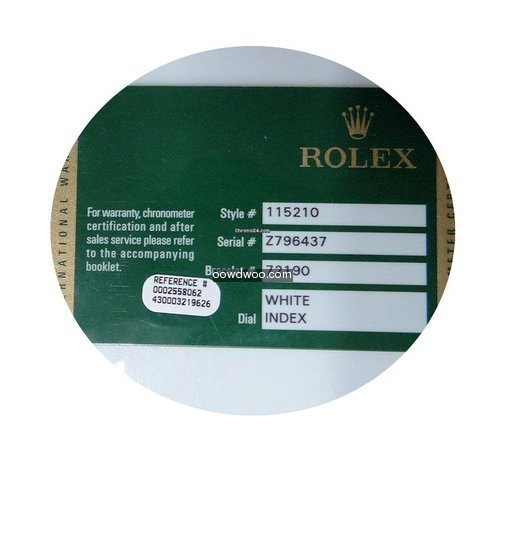 ROLEX
For warranty, chronometer
certification and after
sales service please refer
to the accompanying
booklet.
Style # 115210
Chrono24.com
Serial # Z796437
oowdwoo.com
WHITE
Dial INDEX
REFERENCE #
0002558062
430003219626